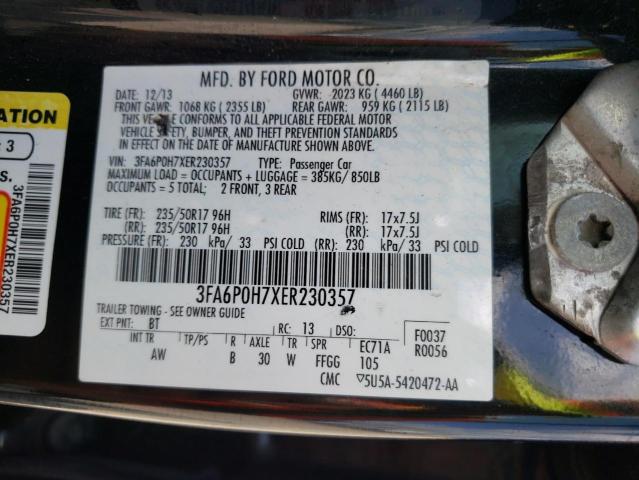 MFD. BY FORD MOTOR CO.
DATE: 12/13 GVWR: 2023 KG ( 4460 LB)
FRONT GAWR: 1068 KG ( 2355 LB) REAR GAWR: 959 KG ( 2115 LB)
THIS VEHICLE CONFORMS TO ALL APPLICABLE FEDERAL MOTOR
VEHICLE SAFETY, BUMPER, AND THEFT PREVENTION STANDARDS
IN EFFECT ON THE DATE OF MANUFACTURE SHOWN ABOVE.
VIN: 3FA6P0H7XER230357 TYPE: Passenger Car
MAXIMUM LOAD = OCCUPANTS + LUGGAGE = 385KG/ 850LB
OCCUPANTS = 5 TOTAL; 2 FRONT, 3 REAR
TIRE (FR): 235/50R17 96H RIMS (FR): 17x7.5J
(RR): 235/50R17 96H (RR): 17x7.5J
PRESSURE (FR): 230 kPa/ 33 PSI COLD (RR): 230 kPa/ 33 PSI COLD
3FA6P0H7XER230357
TRAILER TOWING - SEE OWNER GUIDE
EXT PNT: BT RC: 13 DSO: F0037
R0056
INT TR TP/PS R AXLE TR SPR EC71A
AW B 30 W FFGG 105
CMC 5U5A-5420472-AA
ATION
: 3
S.
3FA6P0H7XER230357